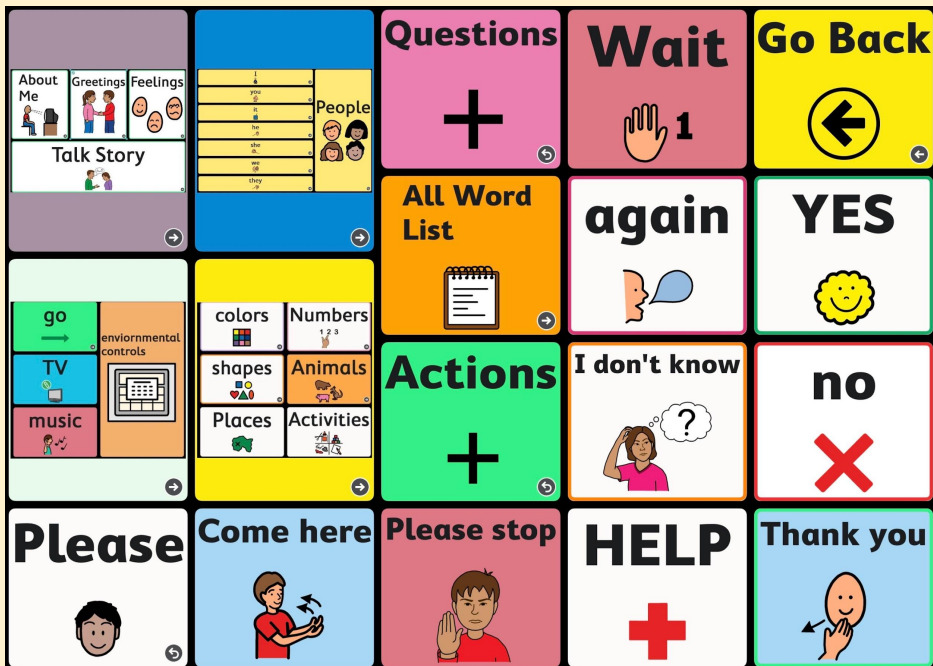 About
Me
Greetings
Feelings
Talk Story
I
you
it
he
she
we
they
People
Questions
Wait
1
Go Back
All Word
List
again
YES
go
TV
music
enviornmental
controls
colors
Numbers
1 2 3
shapes
Animals
Places
Activities
Actions
I don't know
?
no
Please
Come here
Please stop
HELP
Thank you